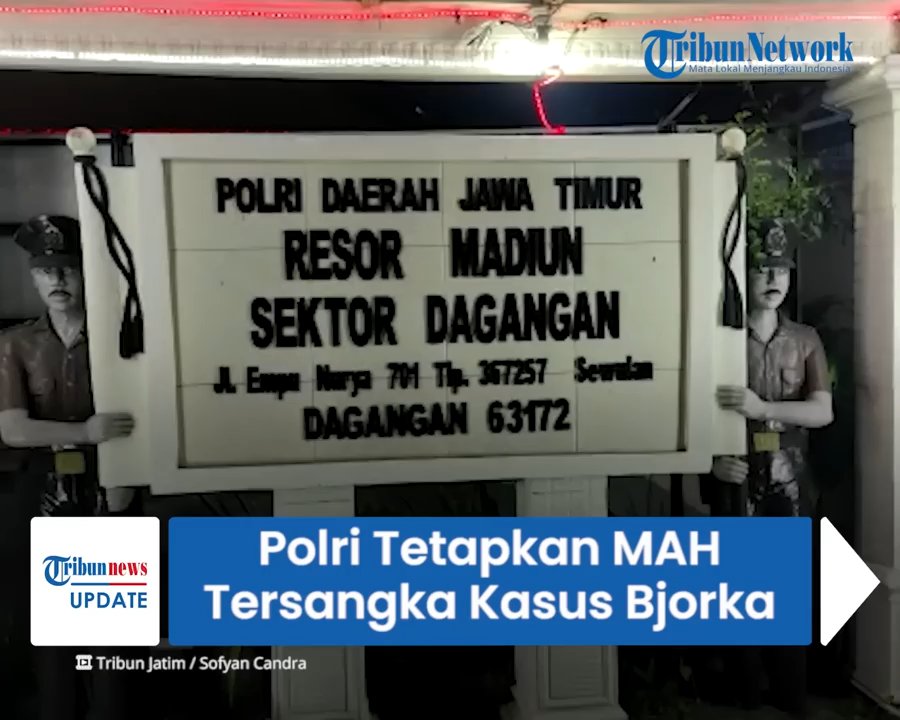 TribunNetwork
Mata Lokal Menjangkau Indonesia
POLRI DAERAH JAWA TIMUR
RESOR MADIUN
SEKTOR DAGANGAN
Jl. Empu Nurya 701 Tlp. 367257 Sewulan
DAGANGAN 63172
Polri Tetapkan MAH
Tersangka Kasus Bjorka
Tribunnews
UPDATE
Tribun Jatim / Sofyan Candra